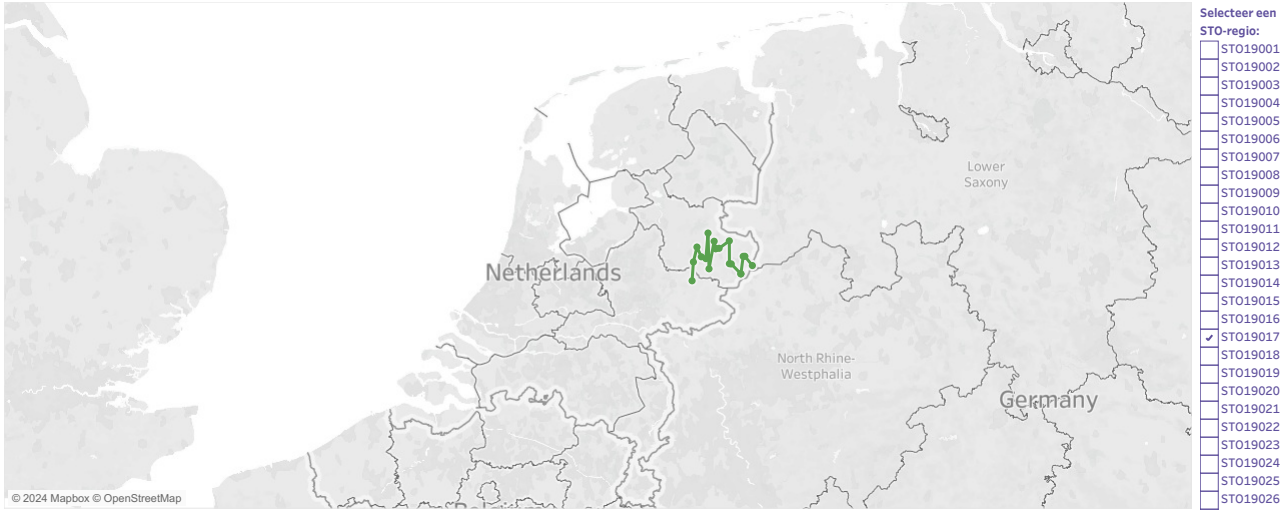 Selecteer een
STO-regio:
STO19001
STO19002
STO19003
STO19004
STO19005
STO19006
STO19007
STO19008
STO19009
STO19010
STO19011
STO19012
STO19013
STO19014
STO19015
STO19016
STO19017
STO19018
STO19019
STO19020
STO19021
STO19022
STO19023
STO19024
STO19025
STO19026
Lower
Saxony
Netherlands
North Rhine-
Westphalia
Germany
© 2024 Mapbox © OpenStreetMap